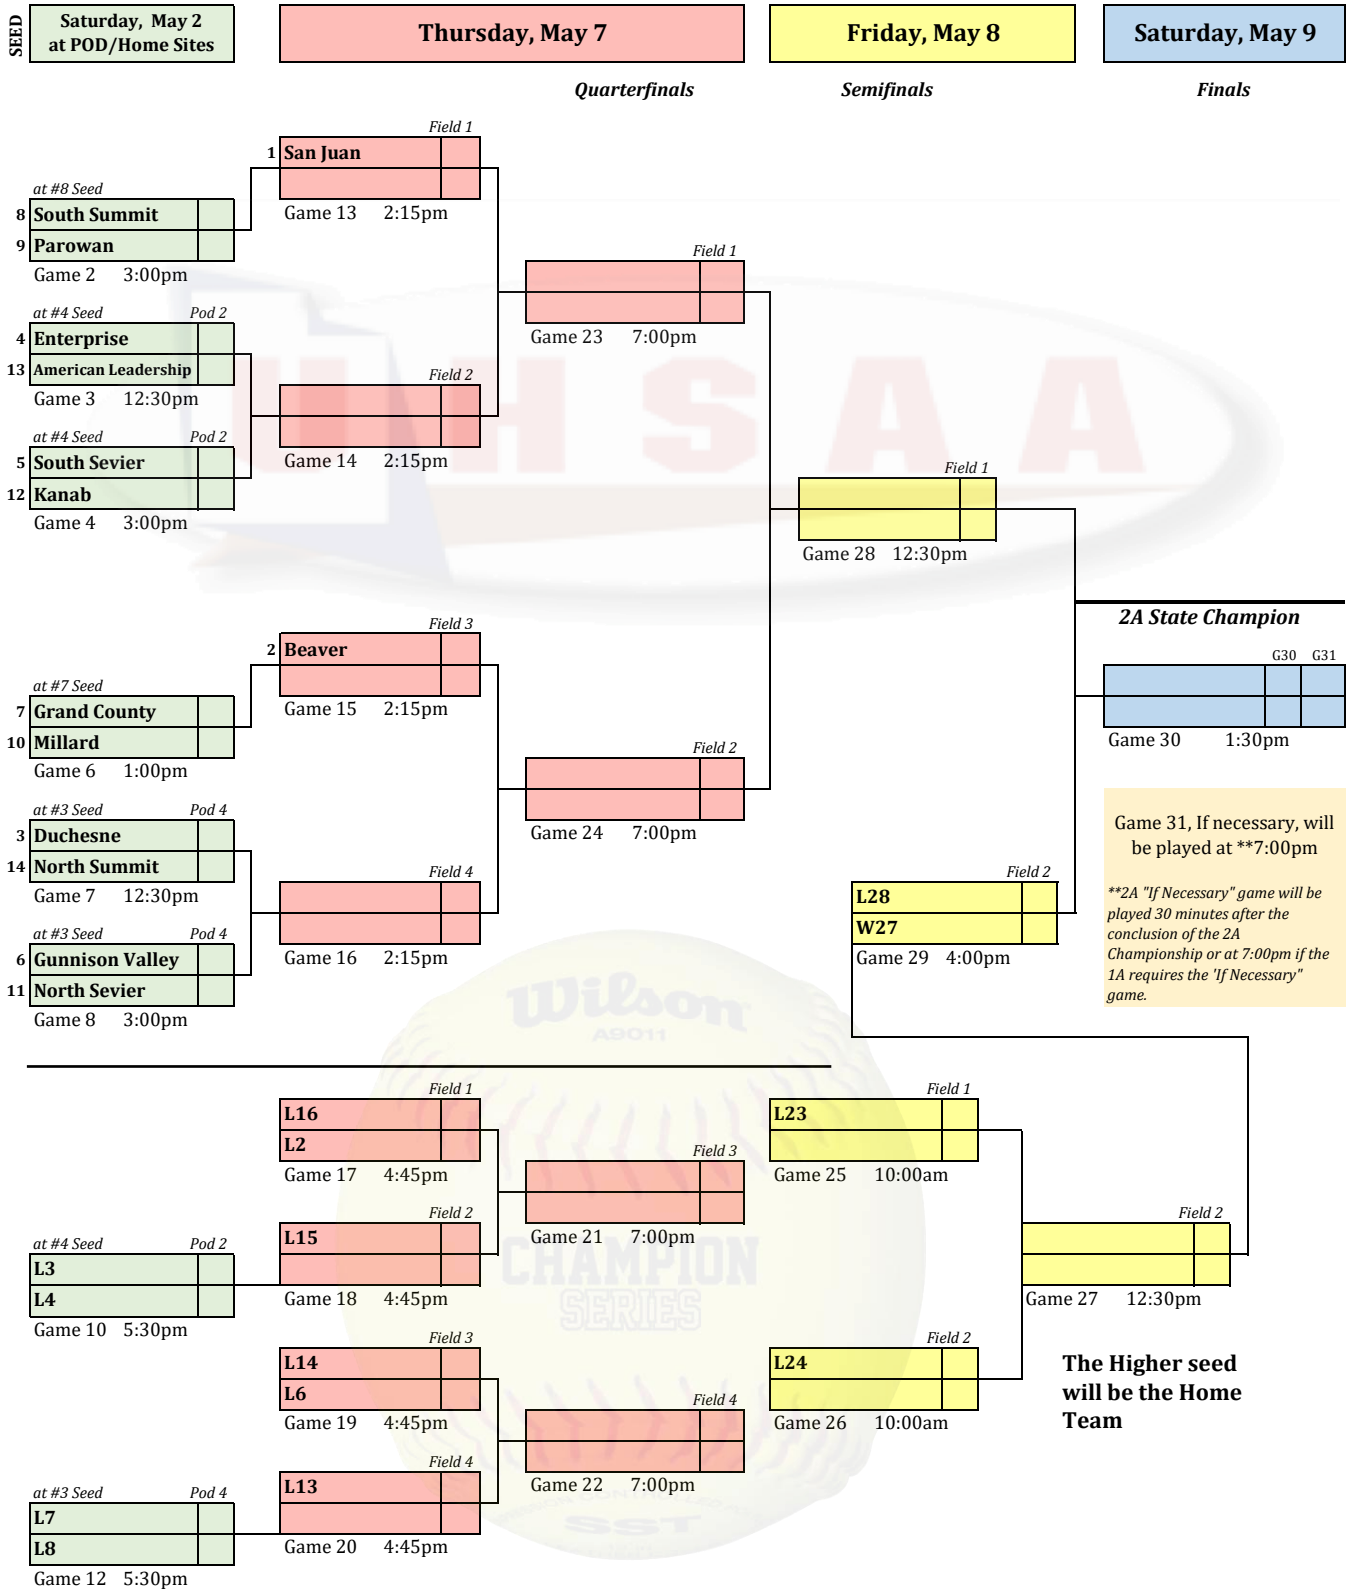 SEED
Saturday, May 2
at POD/Home Sites
Thursday, May 7
Friday, May 8
Saturday, May 9
Quarterfinals
Semifinals
Finals
Field 1
1 San Juan
Game 13 2:15pm
at #8 Seed
8 South Summit
9 Parowan
Game 2 3:00pm
Field 1
Game 23 7:00pm
at #4 Seed Pod 2
4 Enterprise
13 American Leadership
Game 3 12:30pm
Field 2
Game 14 2:15pm
at #4 Seed Pod 2
5 South Sevier
12 Kanab
Game 4 3:00pm
UHSAA
Field 1
Game 28 12:30pm
2A State Champion
G30 G31
Game 30 1:30pm
Field 3
2 Beaver
Game 15 2:15pm
at #7 Seed
7 Grand County
10 Millard
Game 6 1:00pm
Field 2
Game 24 7:00pm
at #3 Seed Pod 4
3 Duchesne
14 North Summit
Game 7 12:30pm
Field 4
Game 16 2:15pm
at #3 Seed Pod 4
6 Gunnison Valley
11 North Sevier
Game 8 3:00pm
Game 31, If necessary, will
be played at **7:00pm
**2A "If Necessary" game will be
played 30 minutes after the
conclusion of the 2A
Championship or at 7:00pm if the
1A requires the 'If Necessary"
game.
Field 2
L28
W27
Game 29 4:00pm
Wilson
A9011
Field 1
L16
L2
Game 17 4:45pm
Field 3
Game 21 7:00pm
Field 2
L15
Game 18 4:45pm
at #4 Seed Pod 2
L3
L4
Game 10 5:30pm
CHAMPION
SERIES
Field 3
L14
L6
Game 19 4:45pm
Field 4
Game 22 7:00pm
Field 4
L13
Game 20 4:45pm
at #3 Seed Pod 4
L7
L8
Game 12 5:30pm
SST
Field 1
L23
Game 25 10:00am
Field 2
Game 27 12:30pm
Field 2
L24
Game 26 10:00am
The Higher seed
will be the Home
Team